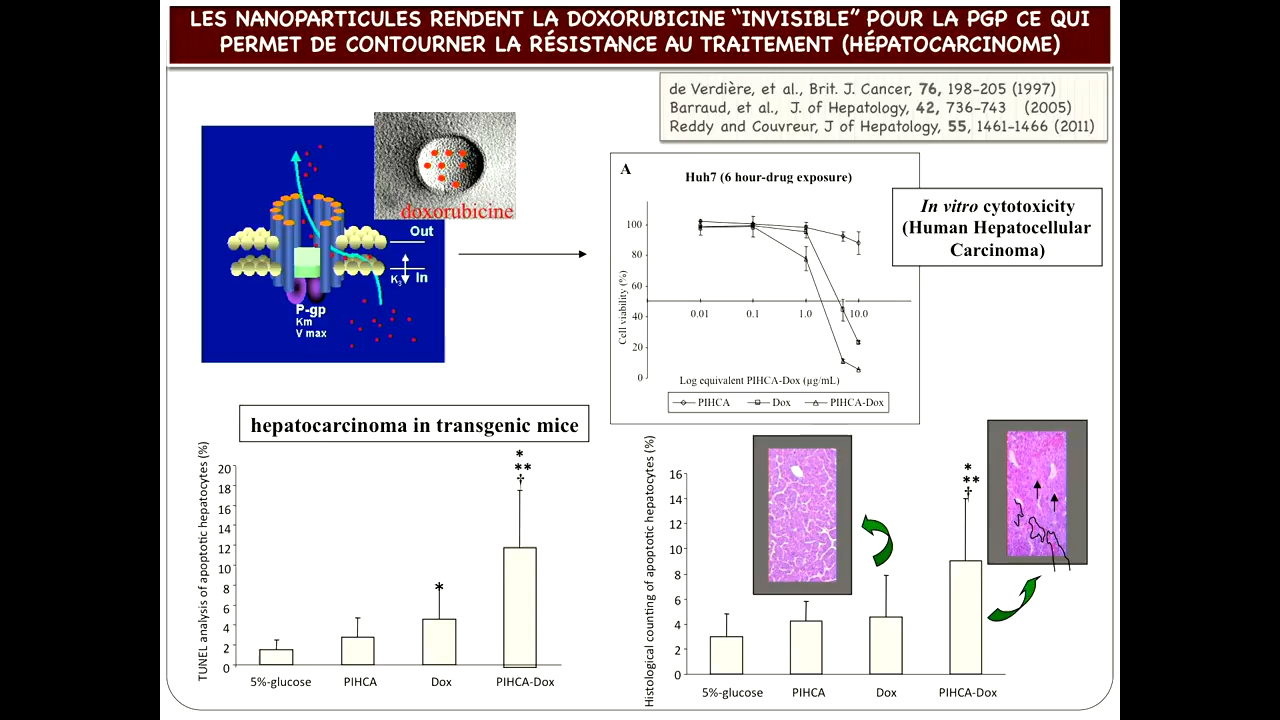 LES NANOPARTICULES RENDENT LA DOXORUBICINE “INVISIBLE” POUR LA PGP CE QUI
PERMET DE CONTOURNER LA RÉSISTANCE AU TRAITEMENT (HÉPATOCARCINOME)
de Verdière, et al., Brit. J. Cancer, 76, 198-205 (1997)
Barraud, et al., J. of Hepatology, 42, 736-743 (2005)
Reddy and Couvreur, J of Hepatology, 55, 1461-1466 (2011)
doxorubicine
Out
In
P-gp
Km
V max
A
Huh7 (6 hour-drug exposure)
Cell viability (%)
100
80
60
40
20
0
0.01 0.1 1.0 10.0
Log equivalent PIHCA-Dox (µg/mL)
PIHCA Dox PIHCA-Dox
In vitro cytotoxicity
(Human Hepatocellular
Carcinoma)
hepatocarcinoma in transgenic mice
TUNEL analysis of apoptotic hepatocytes (%)
20
18
16
14
12
10
8
6
4
2
0
*
*
**
†
5%-glucose PIHCA Dox PIHCA-Dox
Histological counting of apoptotic hepatocytes (%)
16
14
12
10
8
6
4
2
0
*
**
†
5%-glucose PIHCA Dox PIHCA-Dox